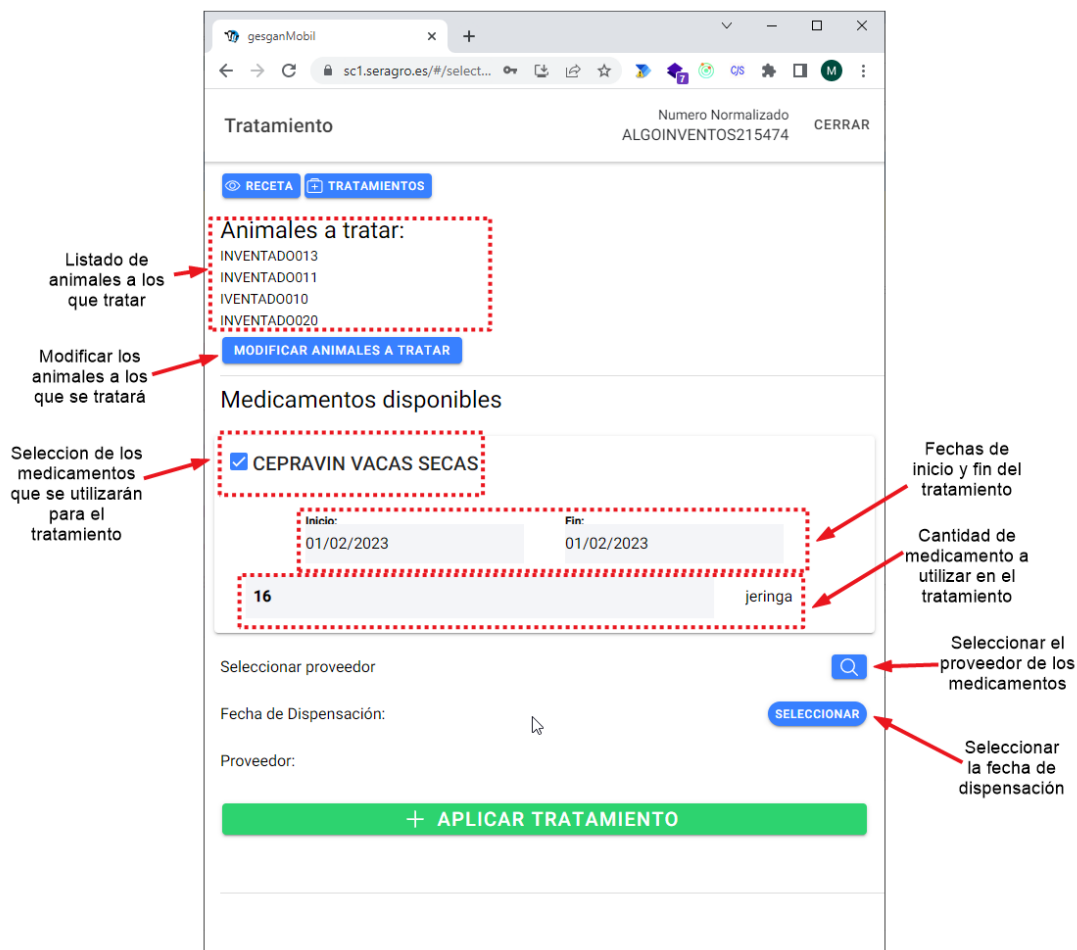 gesganMobil
sc1.seragro.es/#/select...
7
C/S
M
Tratamiento
Numero Normalizado
ALGOINVENTOS215474
CERRAR
RECETA
TRATAMIENTOS
Animales a tratar:
INVENTADO013
INVENTADO011
IVENTADO010
INVENTADO020
MODIFICAR ANIMALES A TRATAR
Listado de
animales a los
que tratar
Modificar los
animales a los
que se tratará
Medicamentos disponibles
Seleccion de los
medicamentos
que se utilizarán
para el
tratamiento
CEPRAVIN VACAS SECAS
Inicio:
01/02/2023
Fin:
01/02/2023
16
jeringa
Fechas de
inicio y fin del
tratamiento
Cantidad de
medicamento a
utilizar en el
tratamiento
Seleccionar proveedor
Seleccionar el
proveedor de los
medicamentos
Fecha de Dispensación:
SELECCIONAR
Seleccionar
la fecha de
dispensación
Proveedor:
+ APLICAR TRATAMIENTO